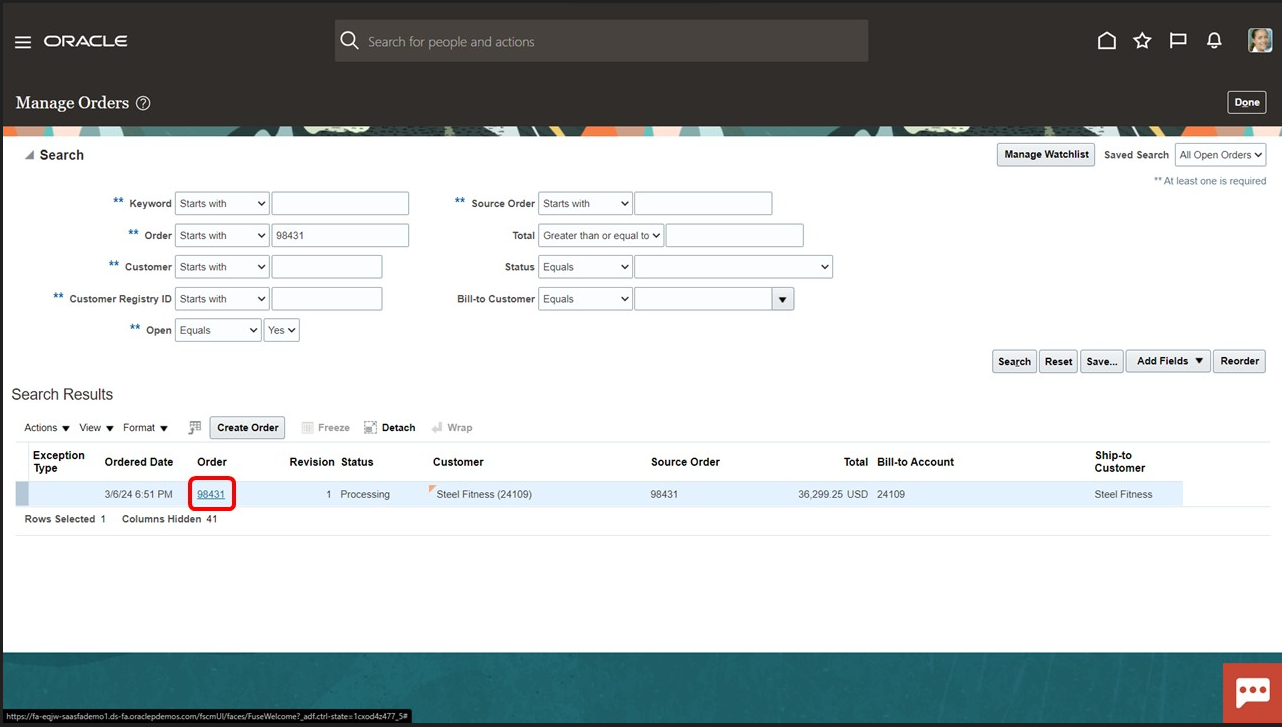 ORACLE
Search for people and actions
Manage Orders ?
Done
Search
Manage Watchlist Saved Search All Open Orders
** At least one is required
** Keyword Starts with
** Source Order Starts with
** Order Starts with 98431
Total Greater than or equal to
** Customer Starts with
Status Equals
** Customer Registry ID Starts with
Bill-to Customer Equals
** Open Equals Yes
Search Reset Save... Add Fields Reorder
Search Results
Actions View Format Create Order Freeze Detach Wrap
Exception Type Ordered Date Order Revision Status Customer Source Order Total Bill-to Account Ship-to Customer
3/6/24 6:51 PM 98431 1 Processing Steel Fitness (24109) 98431 36,299.25 USD 24109 Steel Fitness
Rows Selected 1 Columns Hidden 41
https://fa-eqjw-saasfademo1.ds-fa.oraclepdemos.com/fscmUI/faces/FuseWelcome?_adf.ctrl-state=1cxod4z477_5#